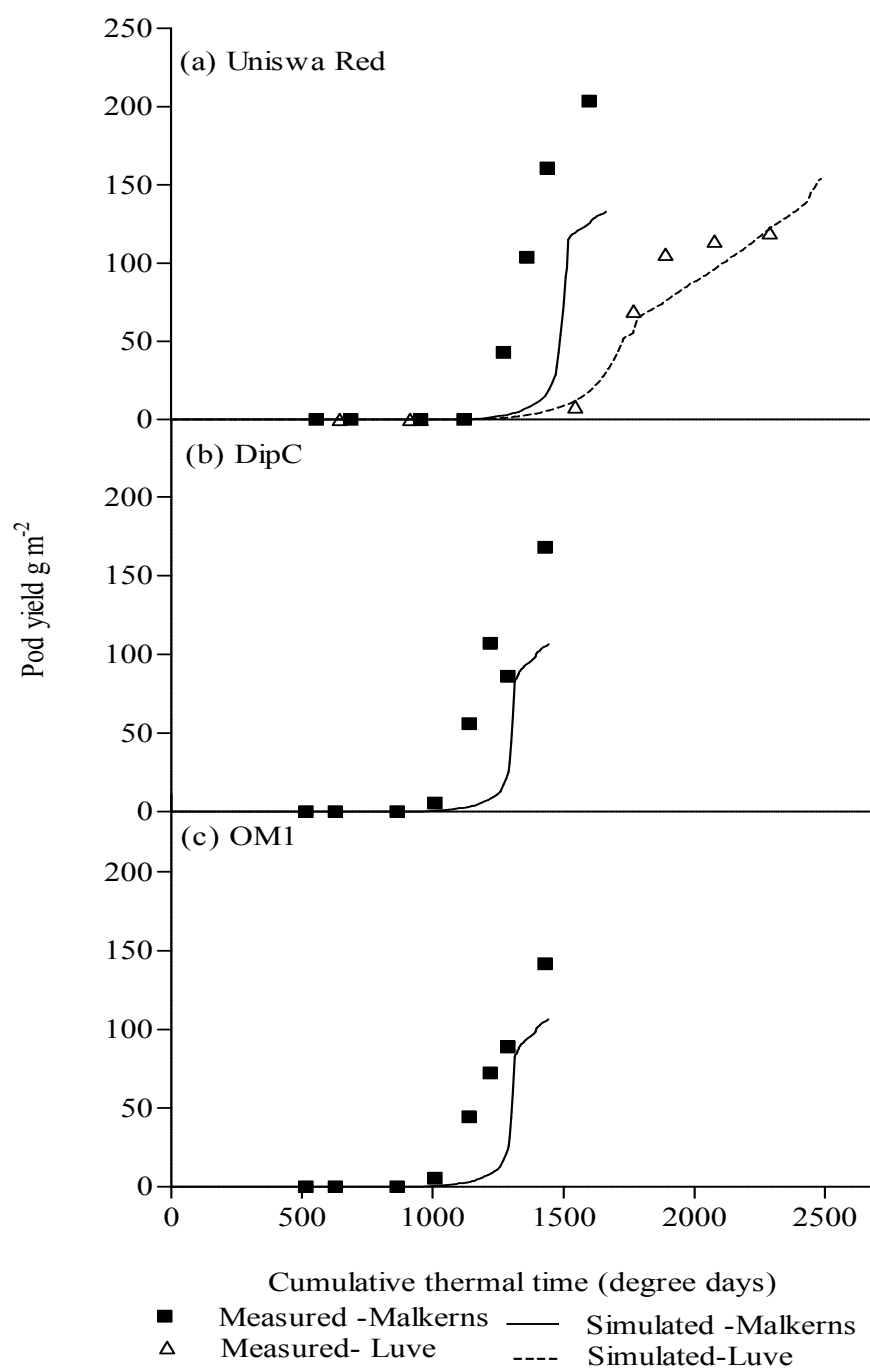 250
(a) Uniswa Red
200
150
100
50
0
(b) DipC
200
150
100
50
0
(c) OM1
200
150
100
50
0
Pod yield g m-2
0 500 1000 1500 2000 2500
Cumulative thermal time (degree days)
Measured -Malkerns Simulated -Malkerns
Measured- Luve Simulated-Luve